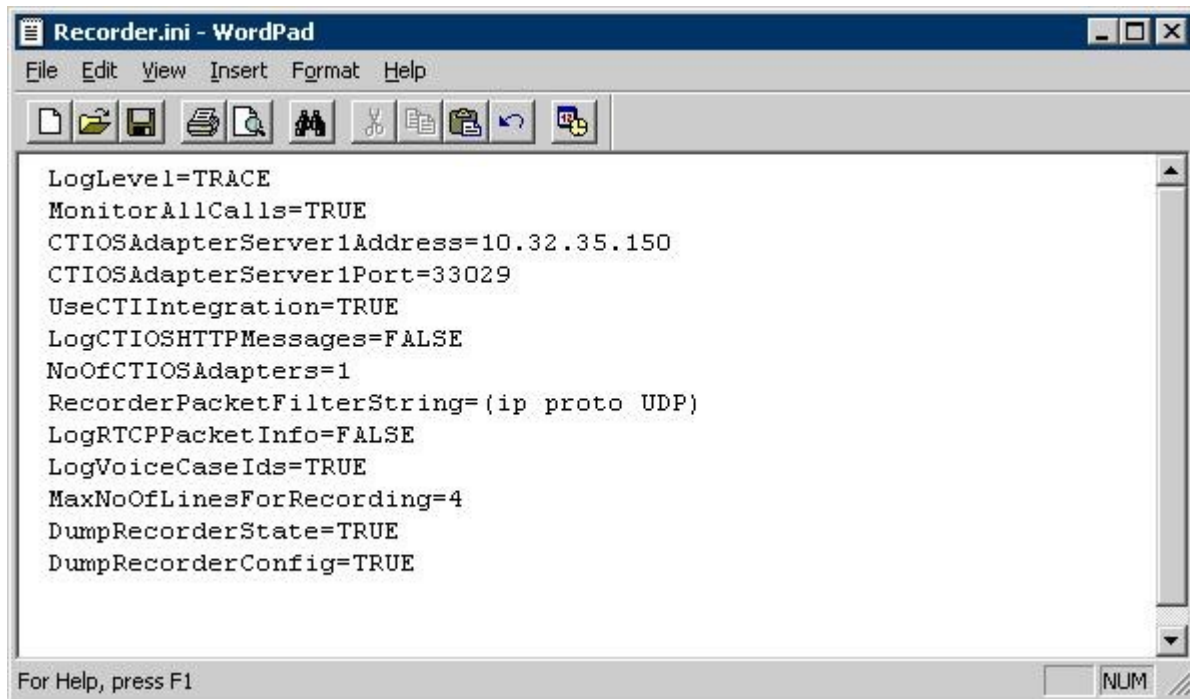 Recorder.ini - WordPad
File Edit View Insert Format Help
LogLevel=TRACE
MonitorAllCalls=TRUE
CTIOSAdapterServer1Address=10.32.35.150
CTIOSAdapterServer1Port=33029
UseCTIIntegration=TRUE
LogCTIOSHTTPMessages=FALSE
NoOfCTIOSAdapters=1
RecorderPacketFilterString=(ip proto UDP)
LogRTCPPacketInfo=FALSE
LogVoiceCaseIds=TRUE
MaxNoOfLinesForRecording=4
DumpRecorderState=TRUE
DumpRecorderConfig=TRUE
For Help, press F1 NUM